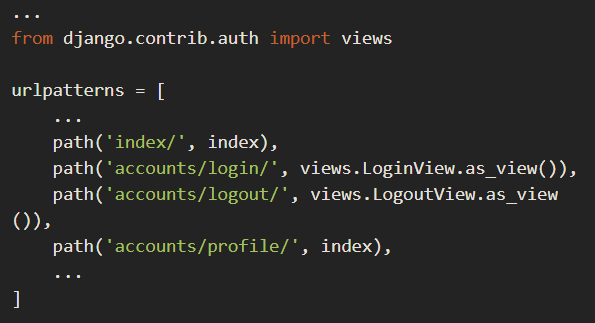 ...
from django.contrib.auth import views
urlpatterns = [
...
path('index/', index),
path('accounts/login/', views.LoginView.as_view()),
path('accounts/logout/', views.LogoutView.as_view
()),
path('accounts/profile/', index),
...
]